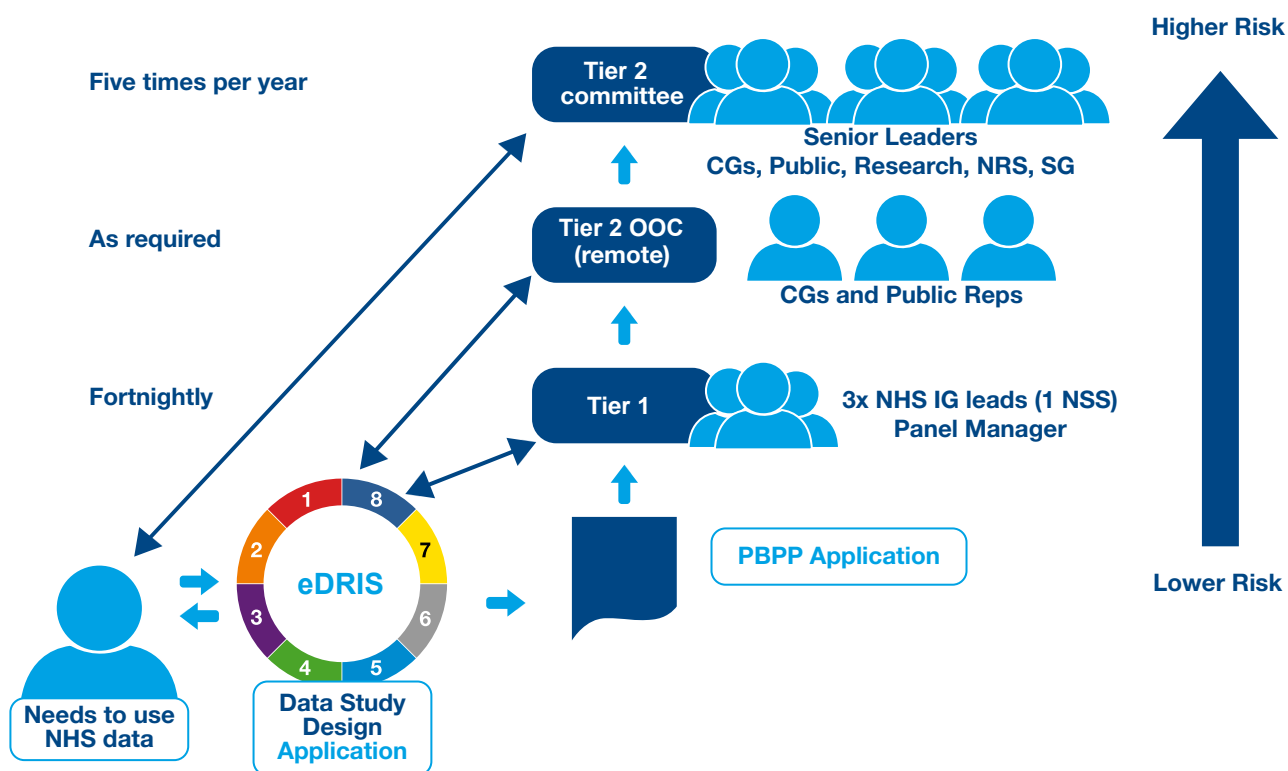 Higher Risk
Five times per year
Tier 2
committee
Senior Leaders
CGs, Public, Research, NRS, SG
As required
Tier 2 OOC
(remote)
CGs and Public Reps
Fortnightly
Tier 1
3x NHS IG leads (1 NSS)
Panel Manager
1
8
2
7
eDRIS
3
6
4
5
PBPP Application
Lower Risk
Needs to use
NHS data
Data Study
Design
Application